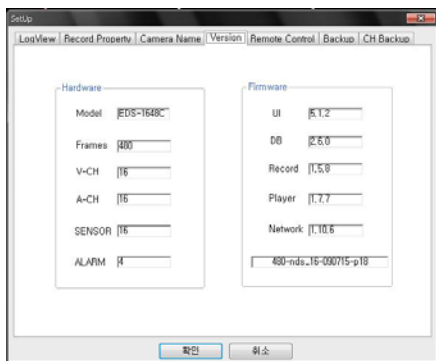 SetUp
LogView Record Property Camera Name Version Remote Control Backup CH Backup
Hardware
Model EDS-1648C
Frames 480
V-CH 16
A-CH 16
SENSOR 16
ALARM 4
Firmware
UI 5,1,2
DB 2,6,0
Record 1,5,8
Player 1,7,7
Network 1,10,6
480-nds_16-090715-p18
확인 취소